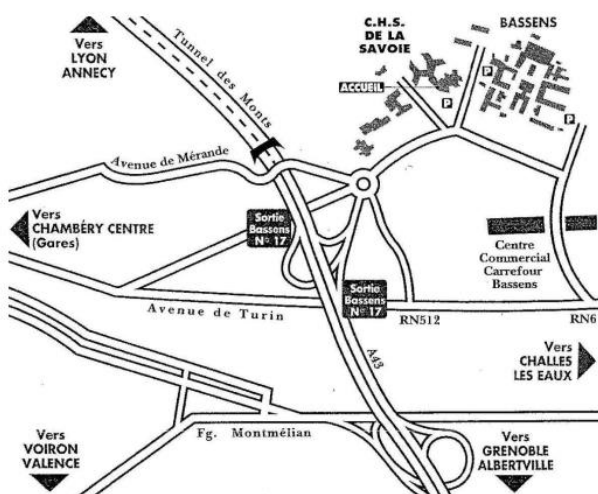 Vers
LYON
ANNECY
Tunnel des Monts
C.H.S.
DE LA
SAVOIE
BASSENS
P
ACCUEIL
P
P
Avenue de Mérande
Vers
CHAMBÉRY CENTRE
(Gares)
Sortie
Bassens
No 17
Centre
Commercial
Carrefour
Bassens
Sortie
Bassens
No 17
Avenue de Turin
RN512
RN6
A43
Vers
CHALLES
LES EAUX
Vers
VOIRON
VALENCE
Fg. Montmélian
Vers
GRENOBLE
ALBERTVILLE